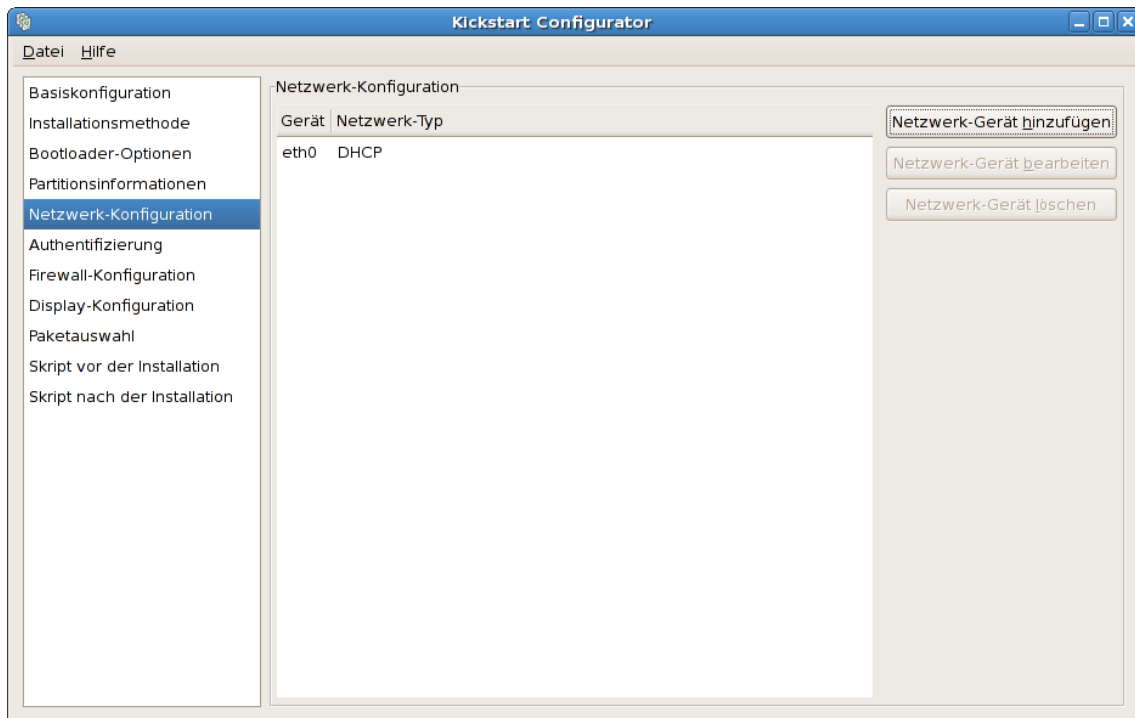 Kickstart Configurator
Datei Hilfe
Basiskonfiguration
Installationsmethode
Bootloader-Optionen
Partitionsinformationen
Netzwerk-Konfiguration
Authentifizierung
Firewall-Konfiguration
Display-Konfiguration
Paketauswahl
Skript vor der Installation
Skript nach der Installation
Netzwerk-Konfiguration
Gerät Netzwerk-Typ
eth0 DHCP
Netzwerk-Gerät hinzufügen
Netzwerk-Gerät bearbeiten
Netzwerk-Gerät löschen